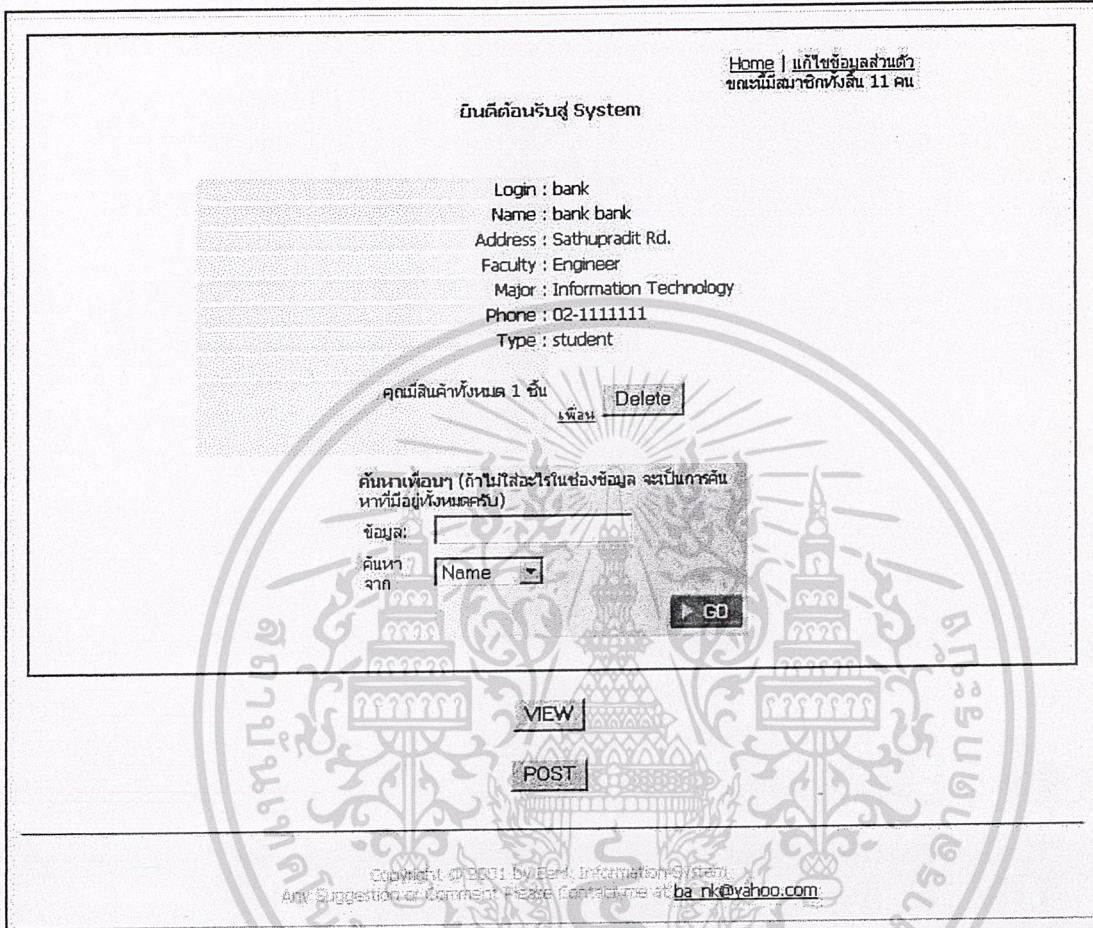 Home | แก้ไขข้อมูลส่วนตัว
ขณะนี้มีสมาชิกทั้งสิ้น 11 คน
ยินดีต้อนรับสู่ System
Login : bank
Name : bank bank
Address : Sathupradit Rd.
Faculty : Engineer
Major : Information Technology
Phone : 02-1111111
Type : student
คุณมีสินค้าทั้งหมด 1 ชิ้น
เพื่อน Delete
ค้นหาเพื่อนๆ (ถ้าไม่ใส่อะไรในช่องข้อมูล จะเป็นการค้น
หาที่มีอยู่ทั้งหมดครับ)
ข้อมูล:
ค้นหา
จาก Name
GO
VIEW
POST
Copyright © 2001 by Bank Information System
Any Suggestion or Comment Please Contact me at ba_nk@yahoo.com